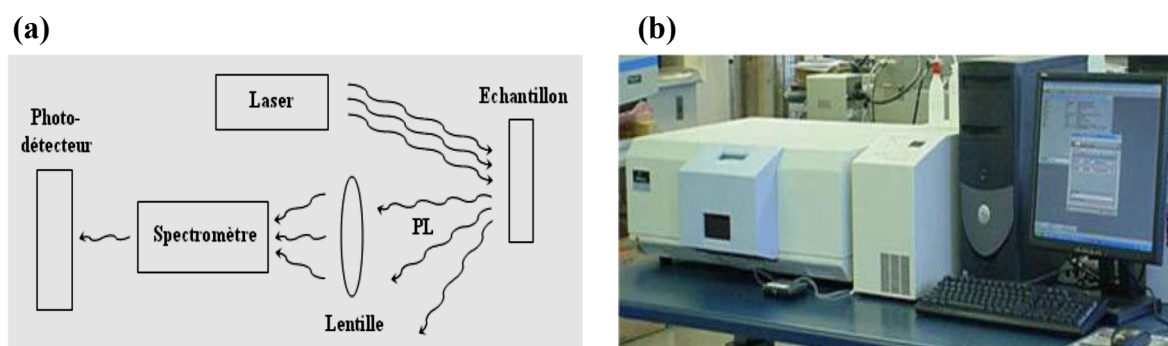 (a)
(b)
Laser
Echantillon
Photo-
détecteur
Spectromètre
PL
Lentille